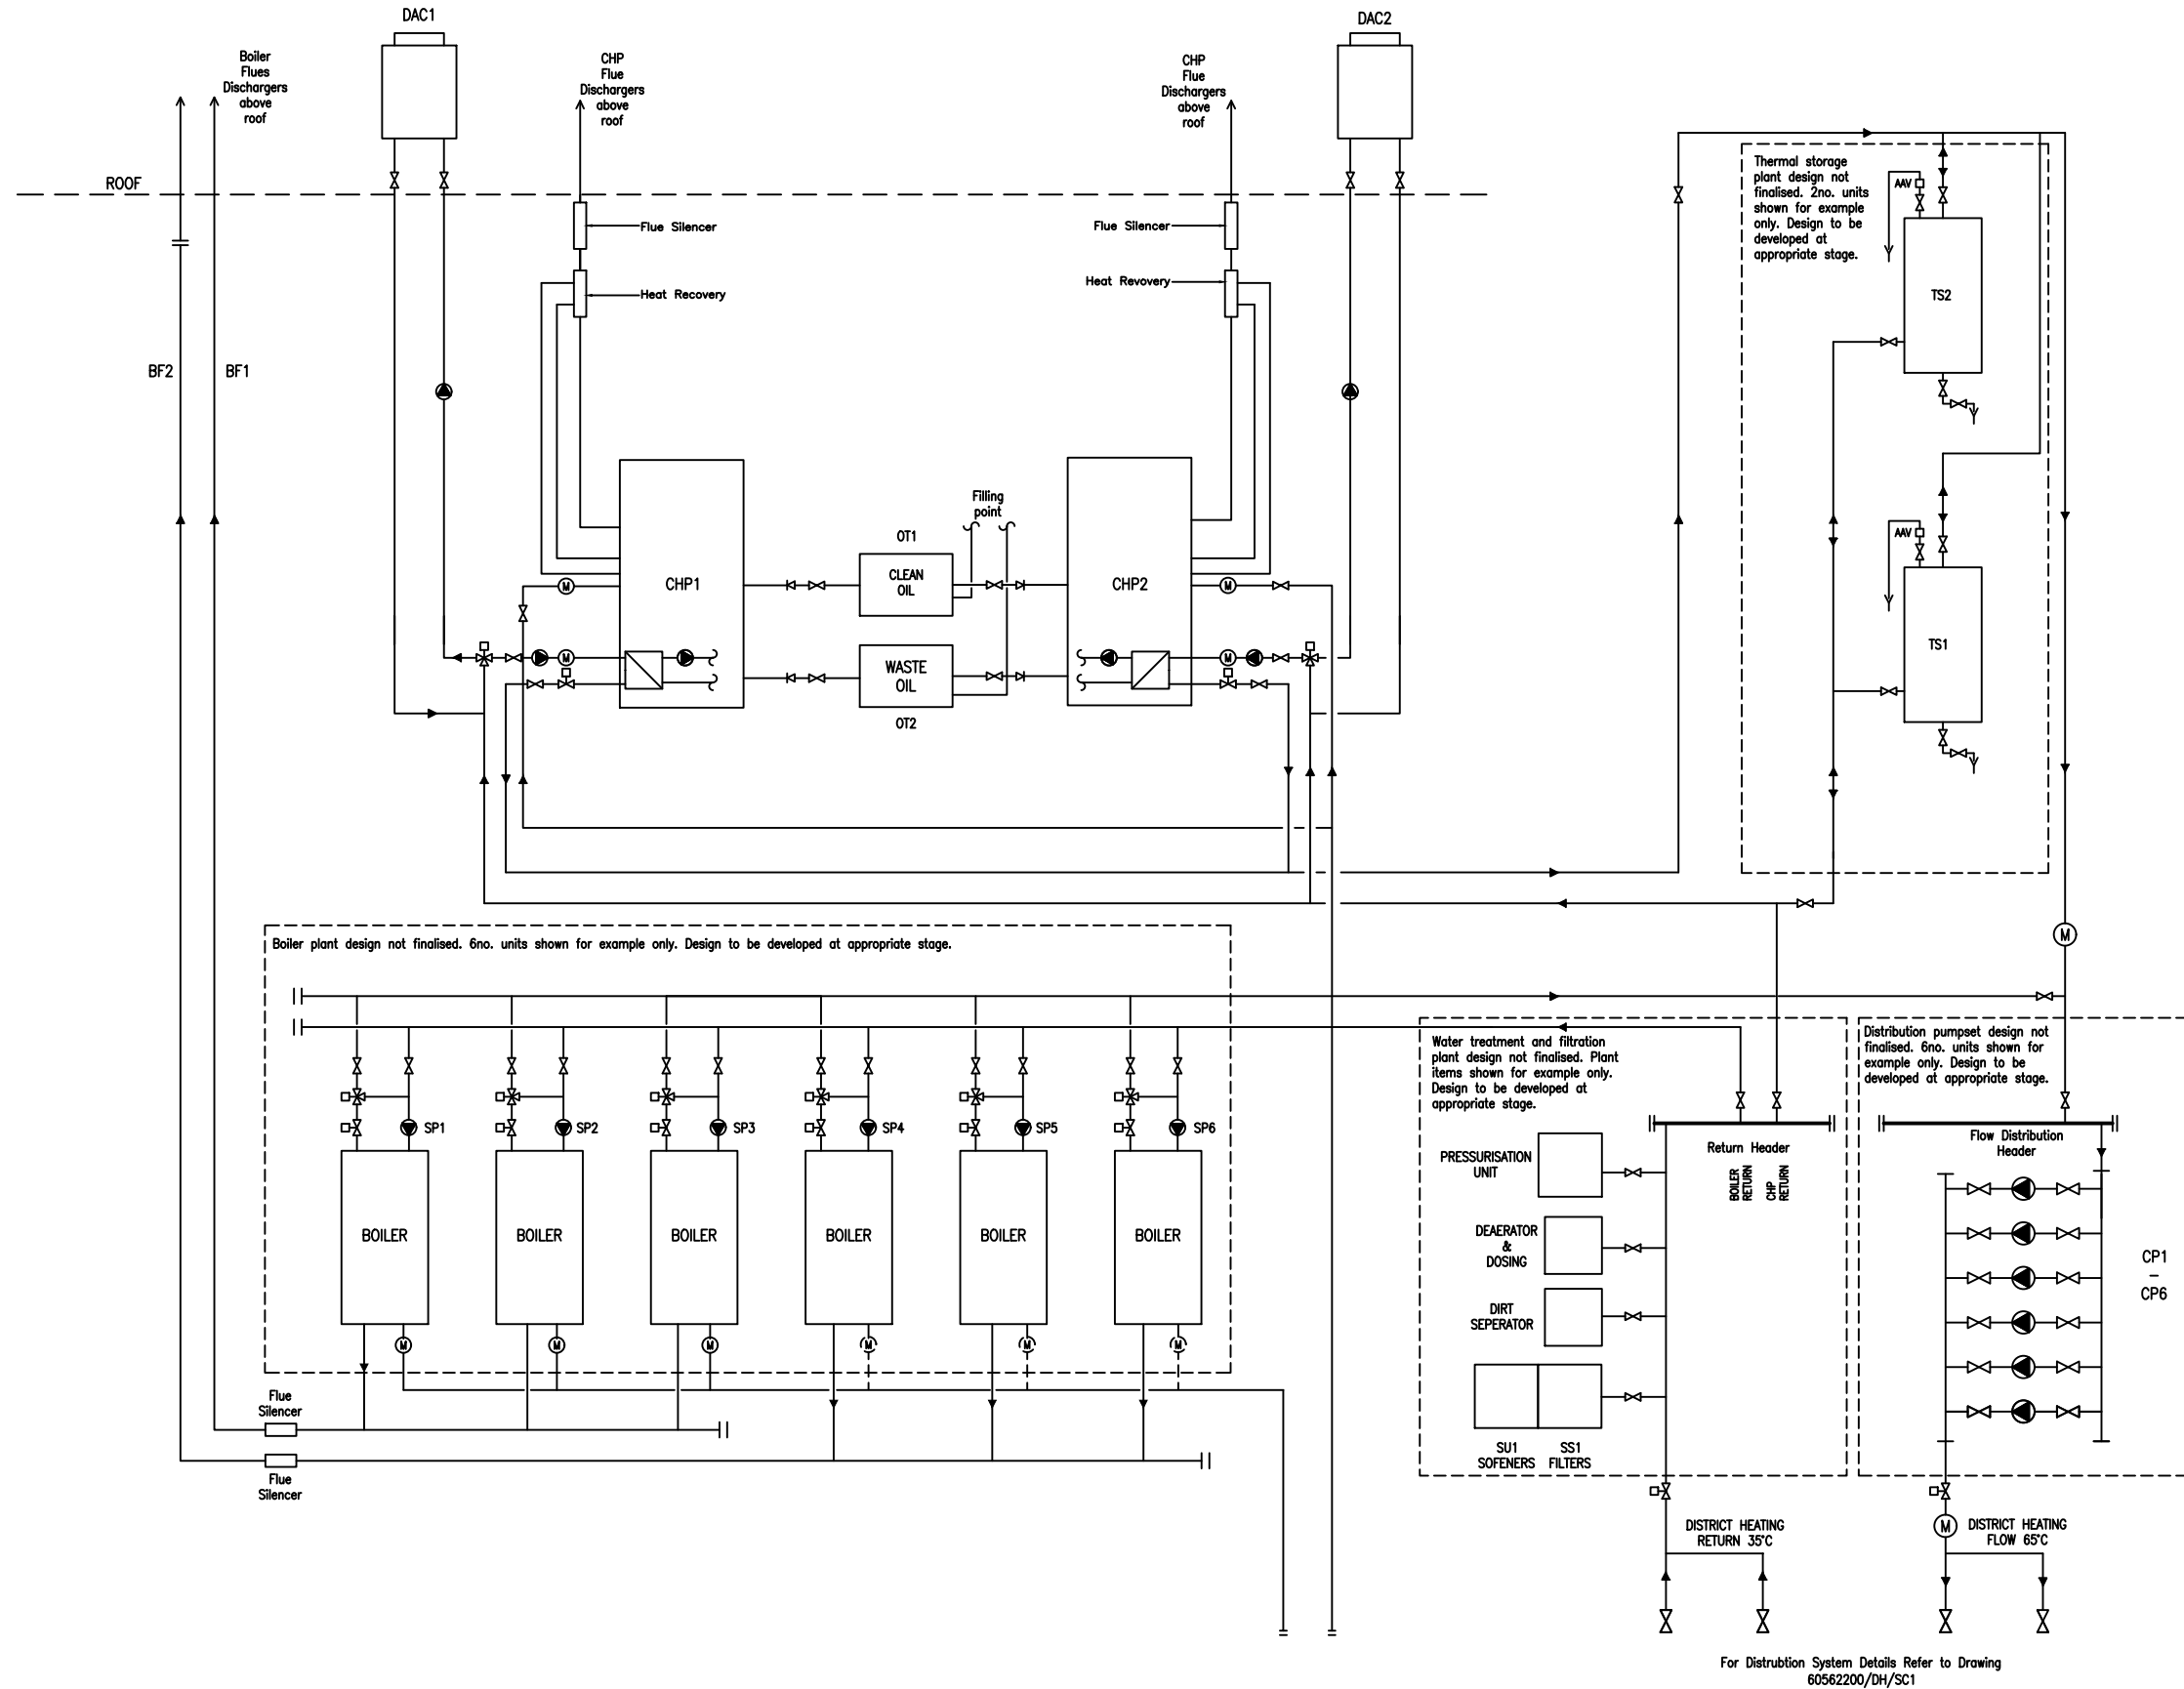 DAC1
DAC2
Boiler
Flues
Dischargers
above
roof
CHP
Flue
Dischargers
above
roof
CHP
Flue
Dischargers
above
roof
ROOF
Thermal storage
plant design not
finalised. 2no. units
shown for example
only. Design to be
developed at
appropriate stage.
AAV
Flue Silencer
Flue Silencer
Heat Recovery
Heat Revovery
TS2
BF2
BF1
Filling
point
OT1
AAV
CHP1
CLEAN
OIL
CHP2
M
M
TS1
M
M
WASTE
OIL
OT2
M
Boiler plant design not finalised. 6no. units shown for example only. Design to be developed at appropriate stage.
Water treatment and filtration
plant design not finalised. Plant
items shown for example only.
Design to be developed at
appropriate stage.
Distribution pumpset design not
finalised. 6no. units shown for
example only. Design to be
developed at appropriate stage.
SP1
SP2
SP3
SP4
SP5
SP6
Return Header
Flow Distribution
Header
PRESSURISATION
UNIT
BOILER
RETURN
CHP
RETURN
BOILER
BOILER
BOILER
BOILER
BOILER
BOILER
DEAERATOR
&
DOSING
CP1
–
CP6
DIRT
SEPERATOR
M
M
M
M
M
M
Flue
Silencer
SU1
SOFENERS
SS1
FILTERS
Flue
Silencer
DISTRICT HEATING
RETURN 35°C
M
DISTRICT HEATING
FLOW 65°C
For Distrubtion System Details Refer to Drawing
60562200/DH/SC1